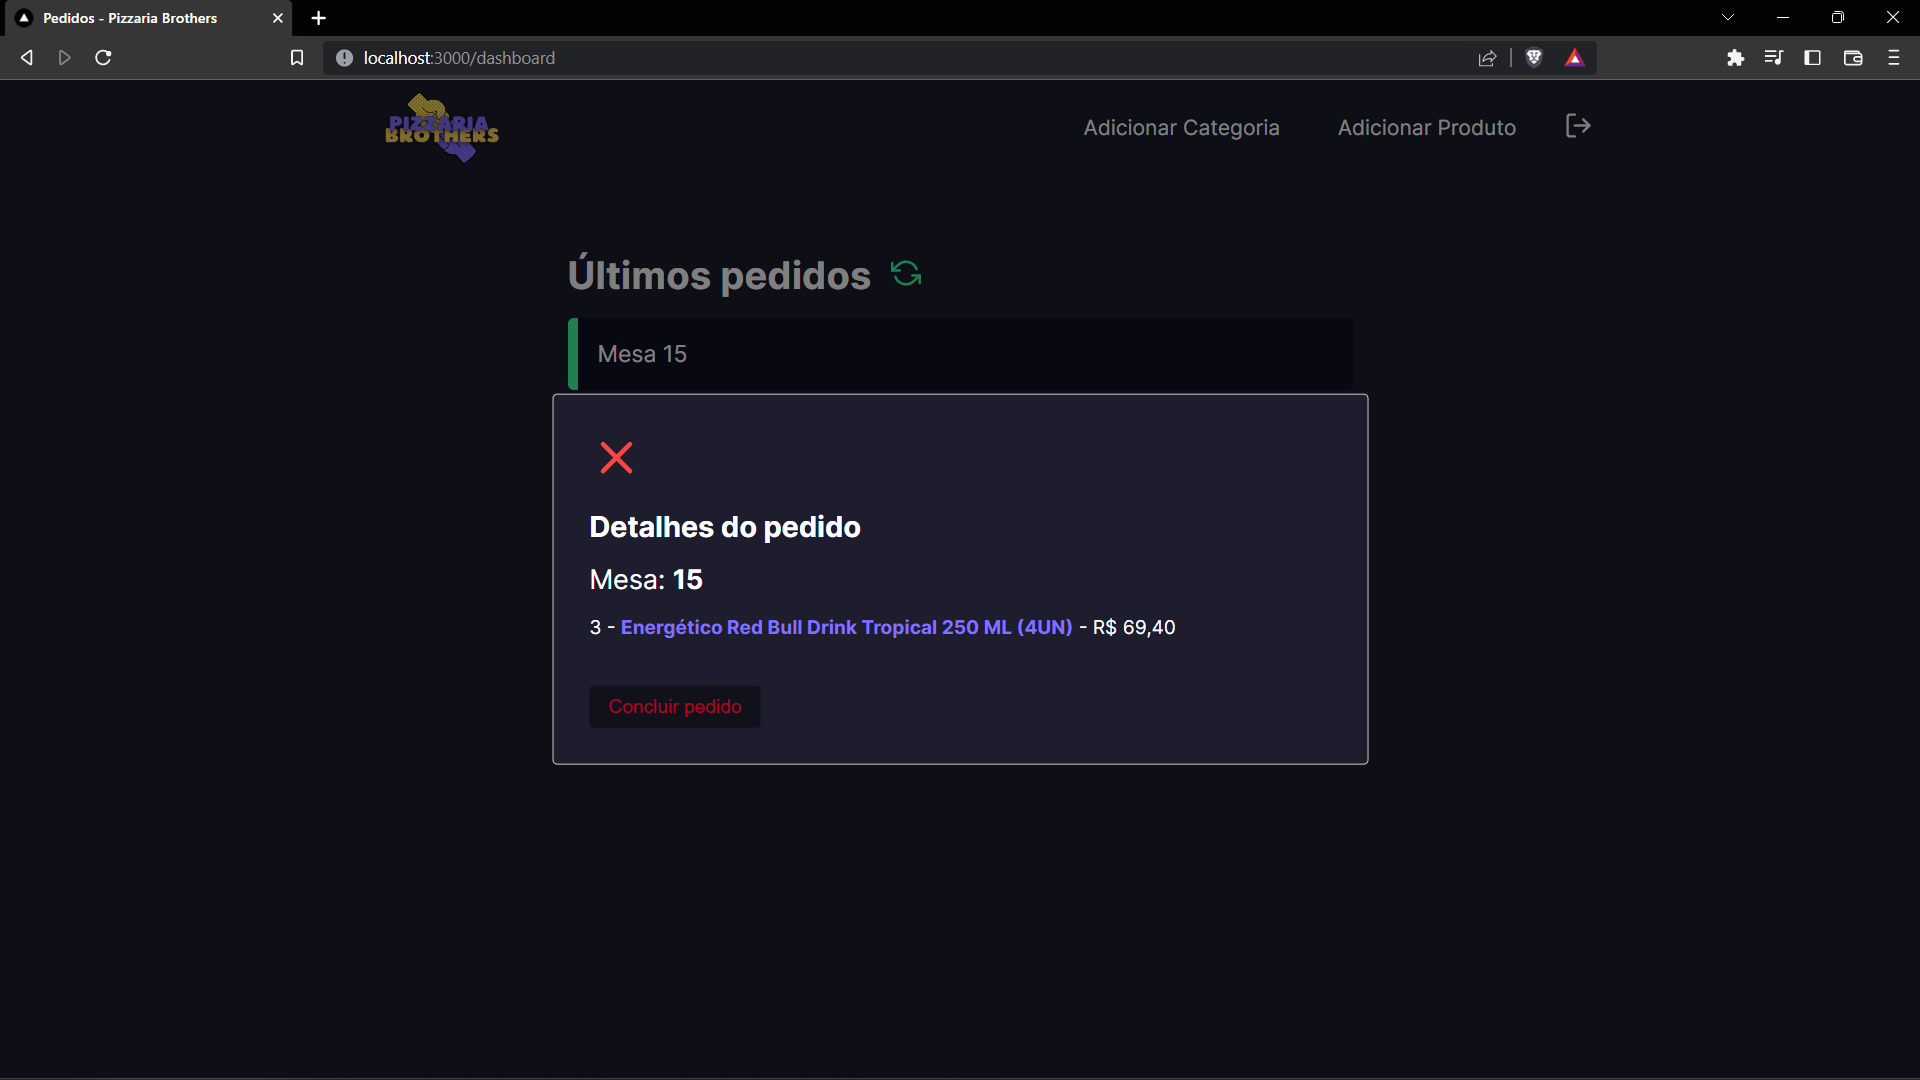 Pedidos - Pizzaria Brothers
localhost:3000/dashboard
PIZZARIA
BROTHERS
Adicionar Categoria
Adicionar Produto
Últimos pedidos
Mesa 15
Detalhes do pedido
Mesa: 15
3 - Energético Red Bull Drink Tropical 250 ML (4UN) - R$ 69,40
Concluir pedido